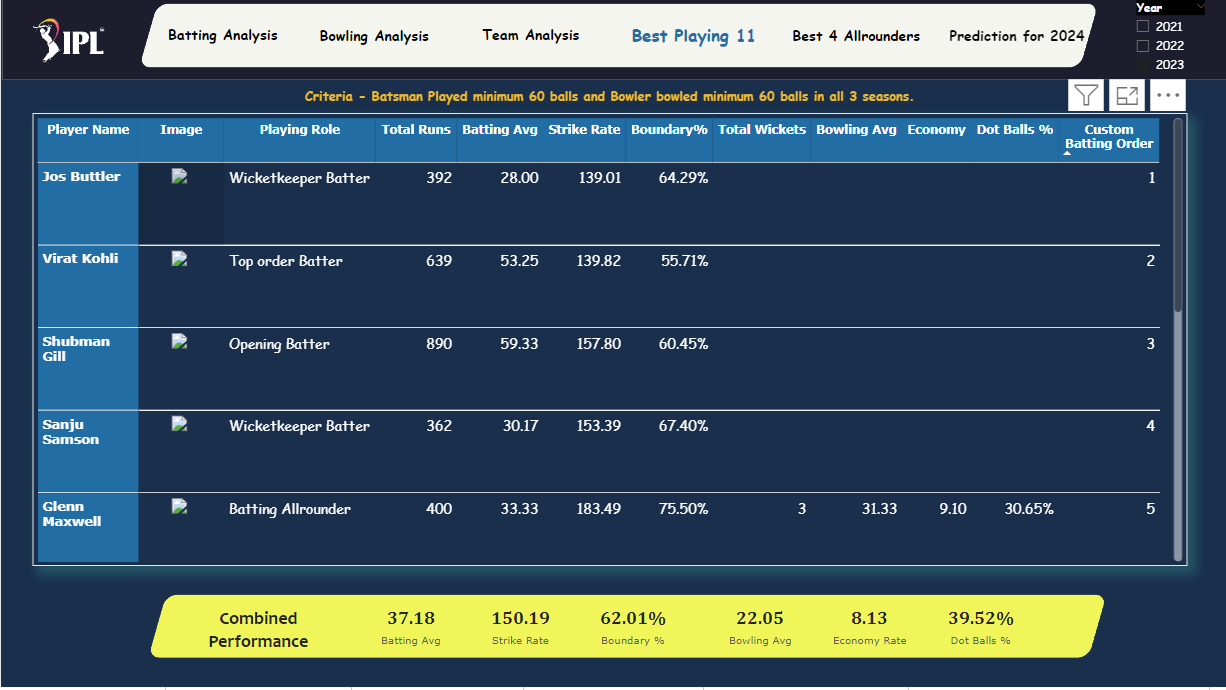 IPL
Batting Analysis
Bowling Analysis
Team Analysis
Best Playing 11
Best 4 Allrounders
Prediction for 2024
Year
2021
2022
2023
Criteria - Batsman Played minimum 60 balls and Bowler bowled minimum 60 balls in all 3 seasons.
Player Name Image Playing Role Total Runs Batting Avg Strike Rate Boundary% Total Wickets Bowling Avg Economy Dot Balls % Custom
Batting Order
Jos Buttler Wicketkeeper Batter 392 28.00 139.01 64.29% 1
Virat Kohli Top order Batter 639 53.25 139.82 55.71% 2
Shubman Opening Batter 890 59.33 157.80 60.45% 3
Gill
Sanju Wicketkeeper Batter 362 30.17 153.39 67.40% 4
Samson
Glenn Batting Allrounder 400 33.33 183.49 75.50% 3 31.33 9.10 30.65% 5
Maxwell
Combined 37.18 150.19 62.01% 22.05 8.13 39.52%
Performance Batting Avg Strike Rate Boundary % Bowling Avg Economy Rate Dot Balls %